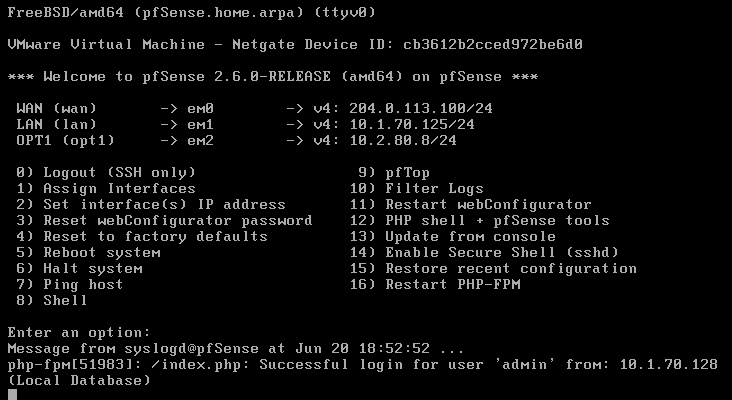 FreeBSD/amd64 (pfSense.home.arpa) (ttyv0)
VMware Virtual Machine - Netgate Device ID: cb3612b2cced972be6d0
*** Welcome to pfSense 2.6.0-RELEASE (amd64) on pfSense ***
WAN (wan) -> em0 -> v4: 204.0.113.100/24
LAN (lan) -> em1 -> v4: 10.1.70.125/24
OPT1 (opt1) -> em2 -> v4: 10.2.80.8/24
0) Logout (SSH only) 9) pfTop
1) Assign Interfaces 10) Filter Logs
2) Set interface(s) IP address 11) Restart webConfigurator
3) Reset webConfigurator password 12) PHP shell + pfSense tools
4) Reset to factory defaults 13) Update from console
5) Reboot system 14) Enable Secure Shell (sshd)
6) Halt system 15) Restore recent configuration
7) Ping host 16) Restart PHP-FPM
8) Shell
Enter an option:
Message from syslogd@pfSense at Jun 20 18:52:52 ...
php-fpm[51983]: /index.php: Successful login for user 'admin' from: 10.1.70.128
(Local Database)